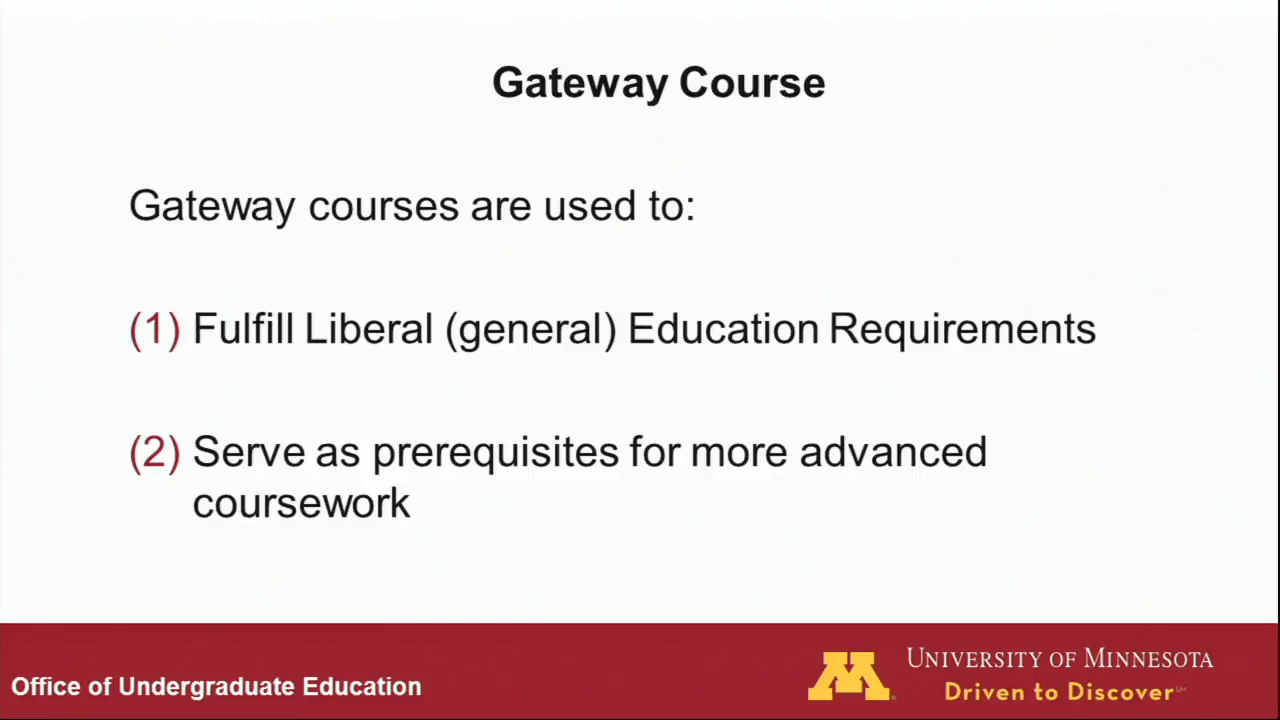 Gateway Course
Gateway courses are used to:
(1) Fulfill Liberal (general) Education Requirements
(2) Serve as prerequisites for more advanced
coursework
Office of Undergraduate Education
M
UNIVERSITY OF MINNESOTA
Driven to Discover℠